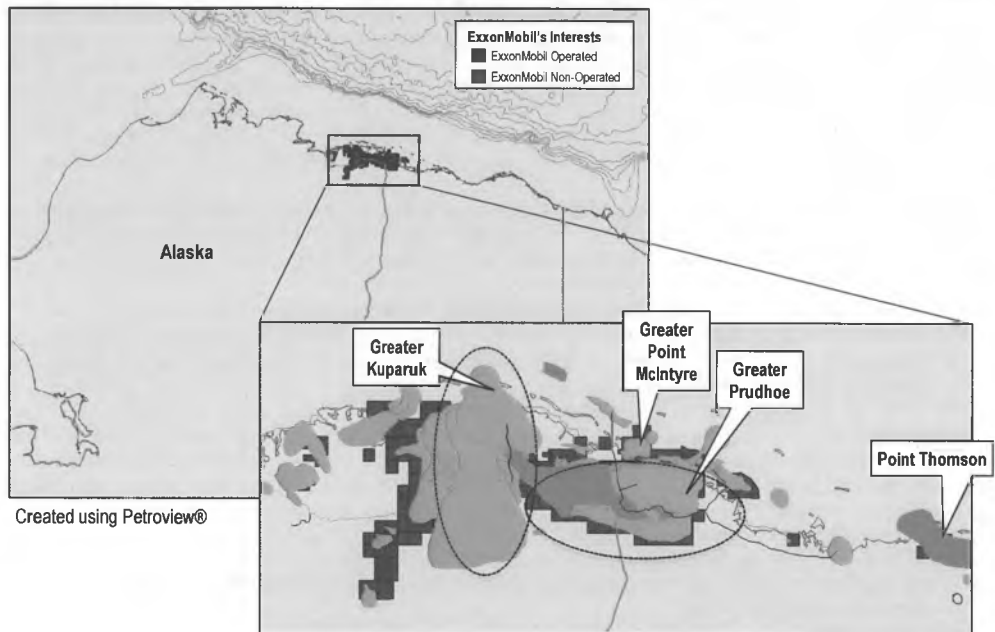 ExxonMobil's Interests
ExxonMobil Operated
ExxonMobil Non-Operated
Alaska
Greater
Kuparuk
Greater
Point
McIntyre
Greater
Prudhoe
Point Thomson
Created using Petroview®